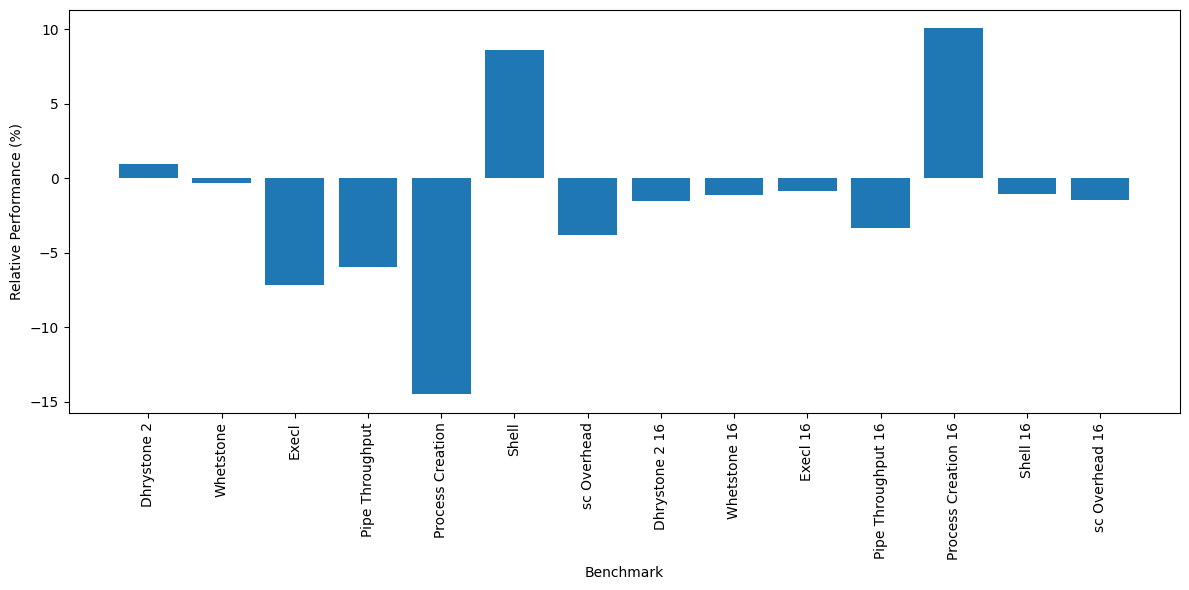 10
5
0
−5
−10
−15
Relative Performance (%)
Dhrystone 2
Whetstone
Execl
Pipe Throughput
Process Creation
Shell
sc Overhead
Dhrystone 2 16
Whetstone 16
Execl 16
Pipe Throughput 16
Process Creation 16
Shell 16
sc Overhead 16
Benchmark